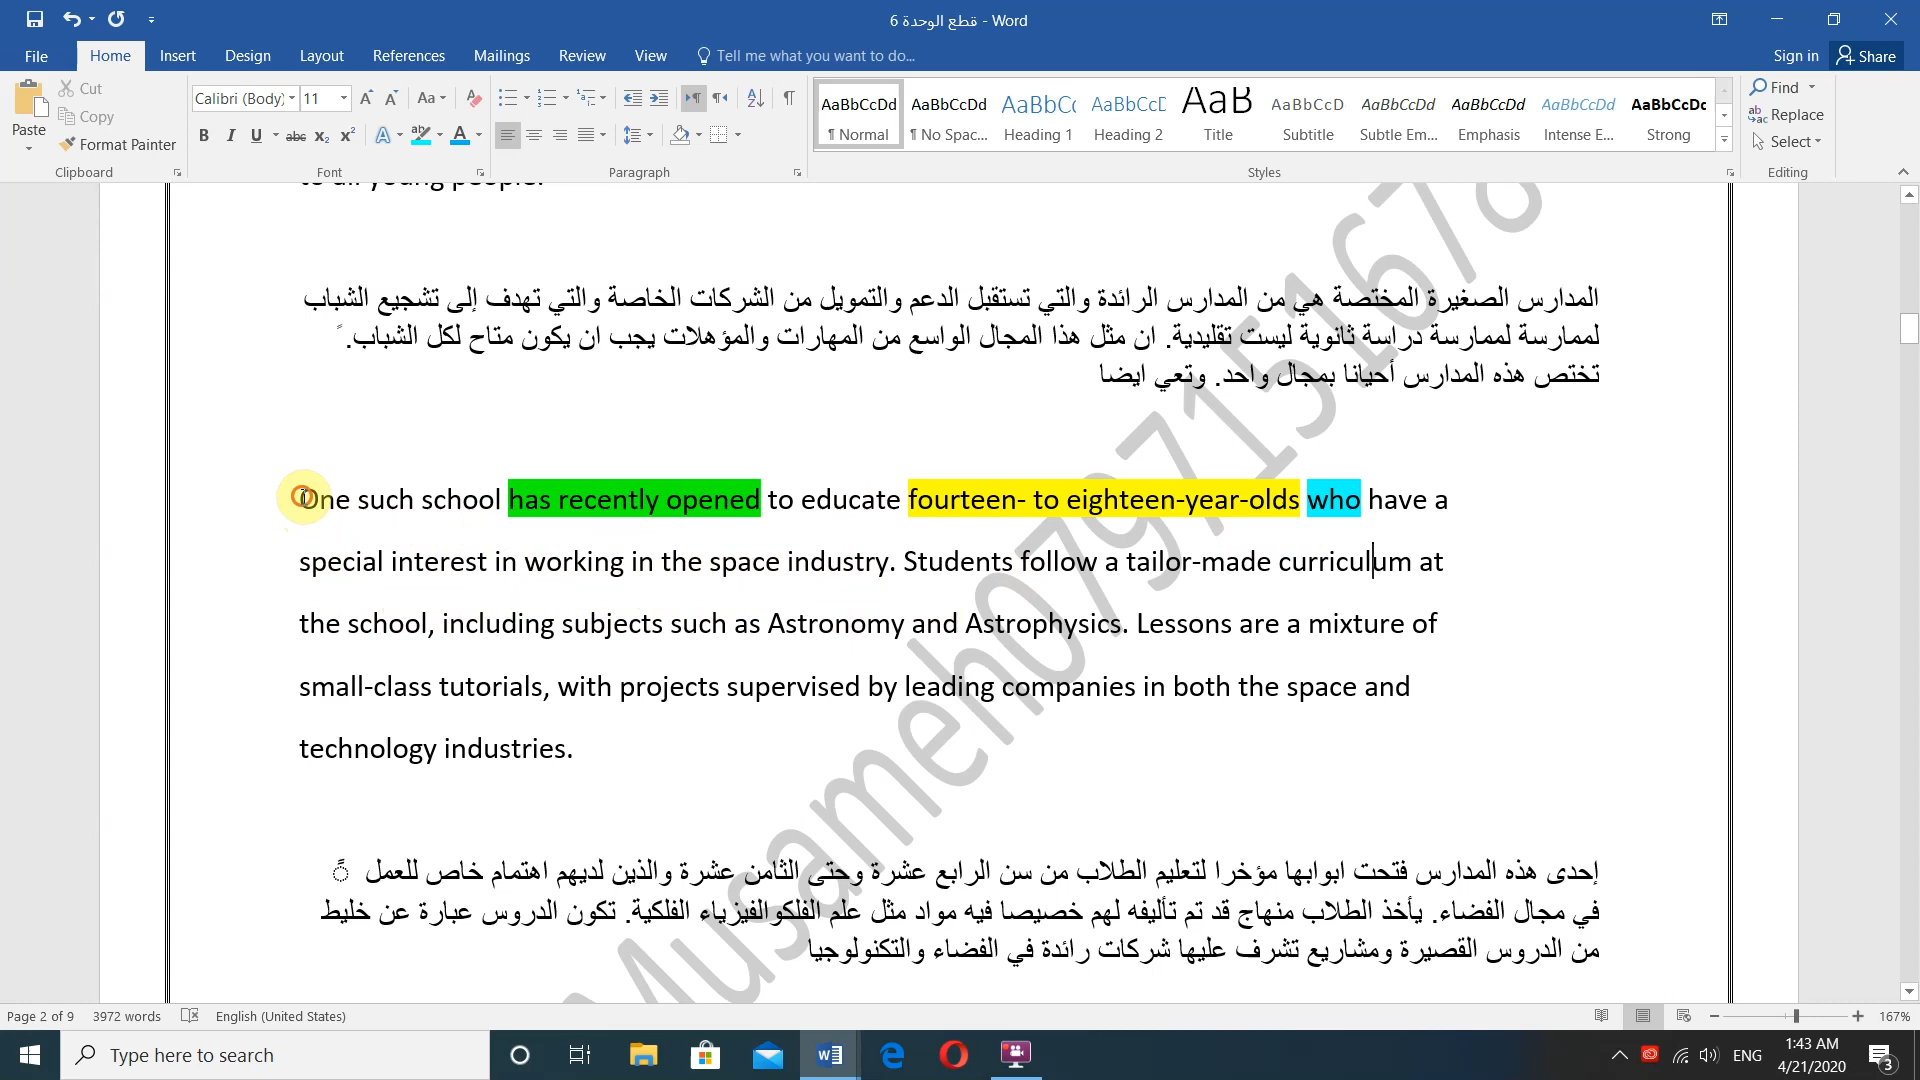 قطع الوحدة 6 - Word
File Home Insert Design Layout References Mailings Review View Tell me what you want to do... Sign in Share
Paste Cut
Copy
Format Painter
Clipboard
Calibri (Body) 11
Font
Paragraph
AaBbCcDd AaBbCcDd AaBbCc AaBbCcD AaB AaBbCcD AaBbCcDd AaBbCcDd AaBbCcDd AaBbCcDc
¶ Normal ¶ No Spac... Heading 1 Heading 2 Title Subtitle Subtle Em... Emphasis Intense E... Strong
Styles
Find
Replace
Select
Editing
to all young people.
المدارس الصغيرة المختصة هي من المدارس الرائدة والتي تستقبل الدعم والتمويل من الشركات الخاصة والتي تهدف إلى تشجيع الشباب
لممارسة لممارسة دراسة ثانوية ليست تقليدية. ان مثل هذا المجال الواسع من المهارات والمؤهلات يجب ان يكون متاح لكل الشباب. ً
تختص هذه المدارس أحيانا بمجال واحد. وتعي ايضا
One such school has recently opened to educate fourteen- to eighteen-year-olds who have a
special interest in working in the space industry. Students follow a tailor-made curriculum at
the school, including subjects such as Astronomy and Astrophysics. Lessons are a mixture of
small-class tutorials, with projects supervised by leading companies in both the space and
technology industries.
إحدى هذه المدارس فتحت ابوابها مؤخرا لتعليم الطلاب من سن الرابع عشرة وحتى الثامن عشرة والذين لديهم اهتمام خاص للعمل ً
في مجال الفضاء. يأخذ الطلاب منهاج قد تم تأليفه لهم خصيصا فيه مواد مثل علم الفلكوالفيزياء الفلكية. تكون الدروس عبارة عن خليط
من الدروس القصيرة ومشاريع تشرف عليها شركات رائدة في الفضاء والتكنولوجيا
Musameh0797151678
Page 2 of 9 3972 words English (United States) 167%
Type here to search
ENG
1:43 AM
4/21/2020
3